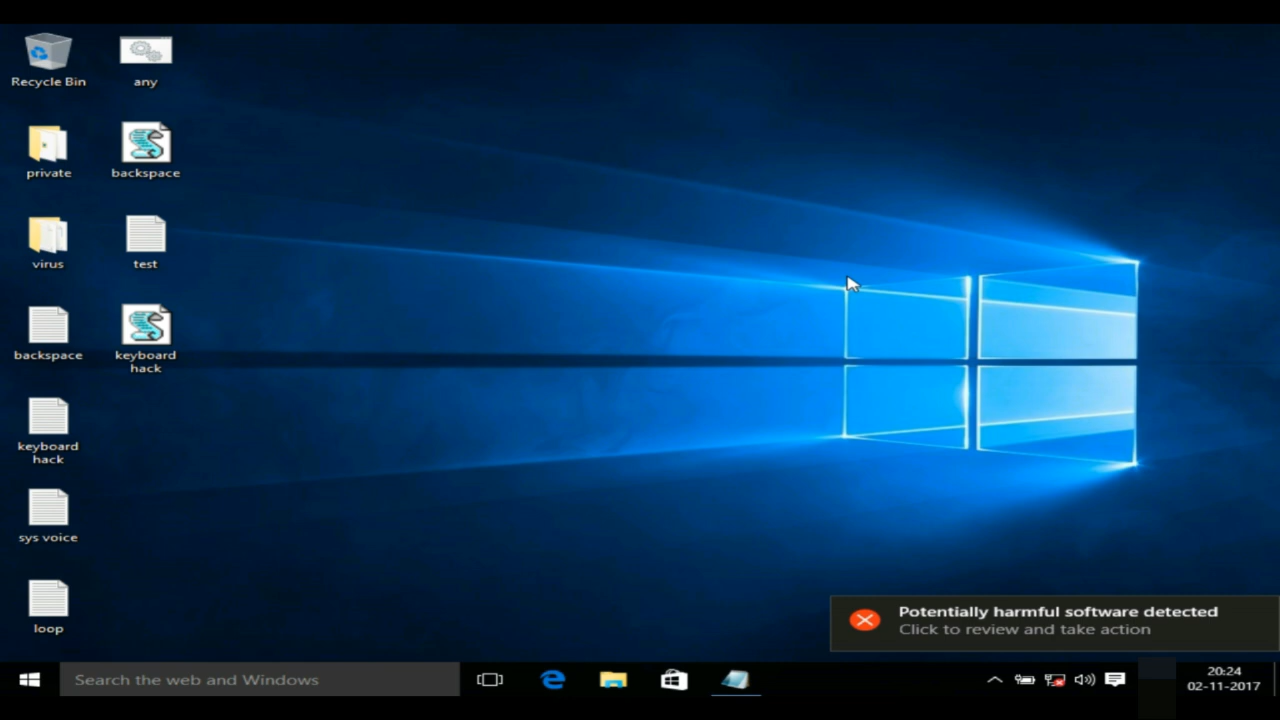 Recycle Bin
any
private
backspace
virus
test
backspace
keyboard
hack
keyboard
hack
sys voice
loop
Potentially harmful software detected
Click to review and take action
Search the web and Windows
20:24
02-11-2017